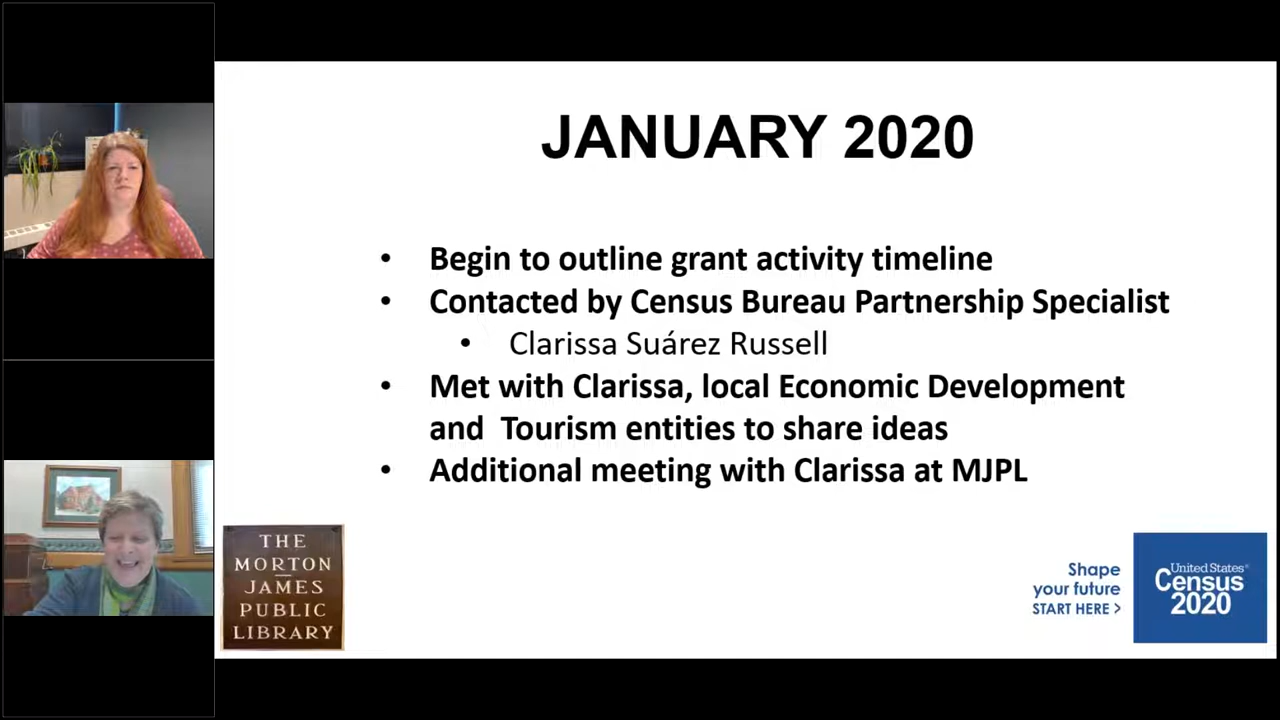 JANUARY 2020
• Begin to outline grant activity timeline
• Contacted by Census Bureau Partnership Specialist
• Clarissa Suárez Russell
• Met with Clarissa, local Economic Development
and  Tourism entities to share ideas
• Additional meeting with Clarissa at MJPL
THE
MORTON
JAMES
PUBLIC
LIBRARY
Shape
your future
START HERE >
United States®
Census
2020